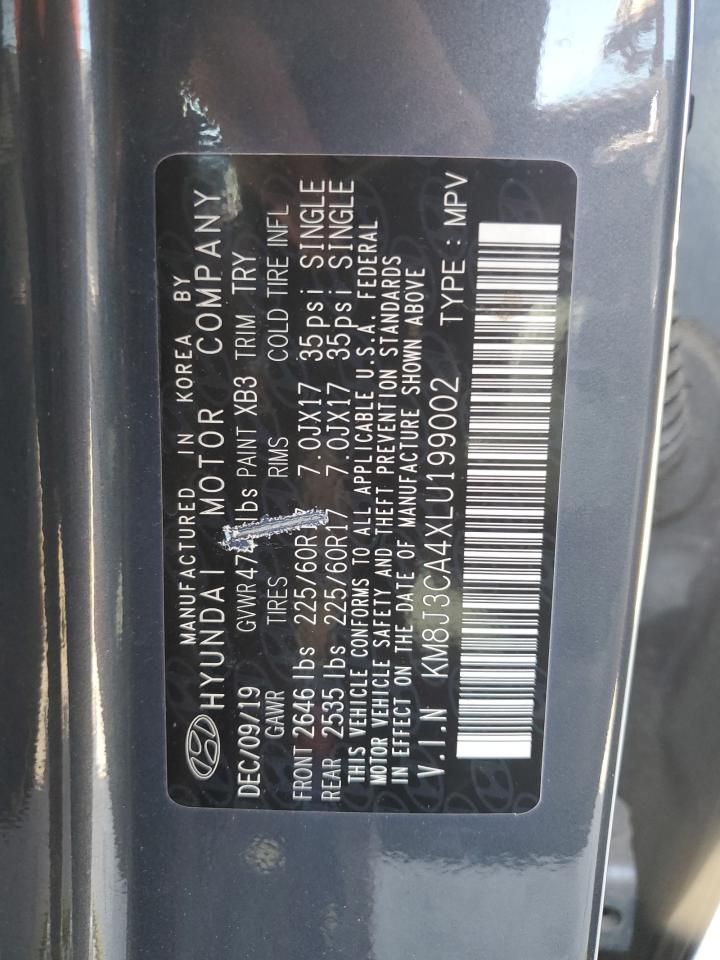 MANUFACTURED IN KOREA BY
HYUNDAI MOTOR COMPANY
DEC/09/19 lbs PAINT XB3 TRIM TRY
GAWR TIRES RIMS COLD TIRE INFL
FRONT 2646 lbs 7.0JX17 35psi SINGLE
REAR 2535 lbs 225/60R17 7.0JX17 35psi SINGLE
THIS VEHICLE CONFORMS TO ALL APPLICABLE U.S.A. FEDERAL
MOTOR VEHICLE SAFETY AND THEFT PREVENTION STANDARDS
IN EFFECT ON THE DATE OF MANUFACTURE SHOWN ABOVE
V.I.N KM8J3CA4XLU199002 TYPE : MPV